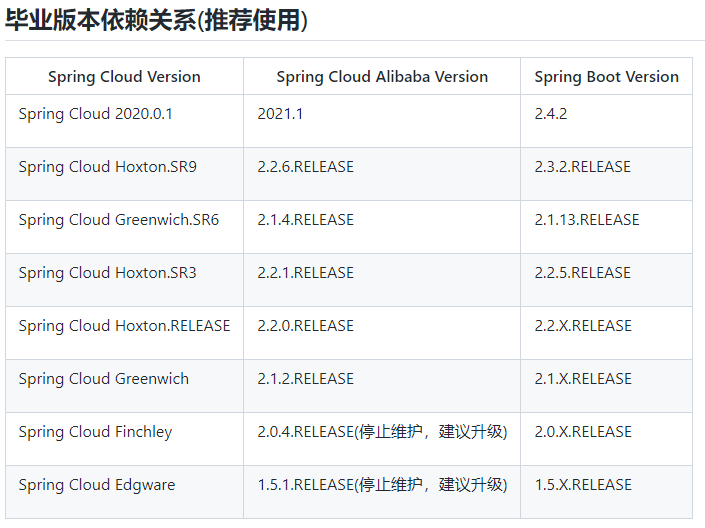 毕业版本依赖关系(推荐使用)
Spring Cloud Version Spring Cloud Alibaba Version Spring Boot Version
Spring Cloud 2020.0.1 2021.1 2.4.2
Spring Cloud Hoxton.SR9 2.2.6.RELEASE 2.3.2.RELEASE
Spring Cloud Greenwich.SR6 2.1.4.RELEASE 2.1.13.RELEASE
Spring Cloud Hoxton.SR3 2.2.1.RELEASE 2.2.5.RELEASE
Spring Cloud Hoxton.RELEASE 2.2.0.RELEASE 2.2.X.RELEASE
Spring Cloud Greenwich 2.1.2.RELEASE 2.1.X.RELEASE
Spring Cloud Finchley 2.0.4.RELEASE(停止维护，建议升级) 2.0.X.RELEASE
Spring Cloud Edgware 1.5.1.RELEASE(停止维护，建议升级) 1.5.X.RELEASE